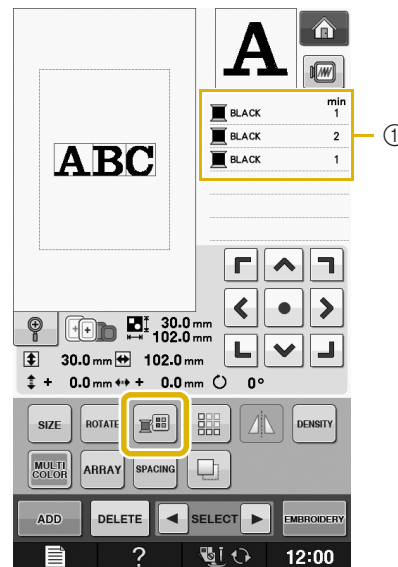 A
min
BLACK 1
BLACK 2
BLACK 1
①
ABC
30.0 mm
102.0 mm
30.0 mm 102.0 mm
+ 0.0 mm + 0.0 mm 0°
SIZE ROTATE DENSITY
MULTI COLOR ARRAY SPACING
ADD DELETE SELECT EMBROIDERY
? 12:00